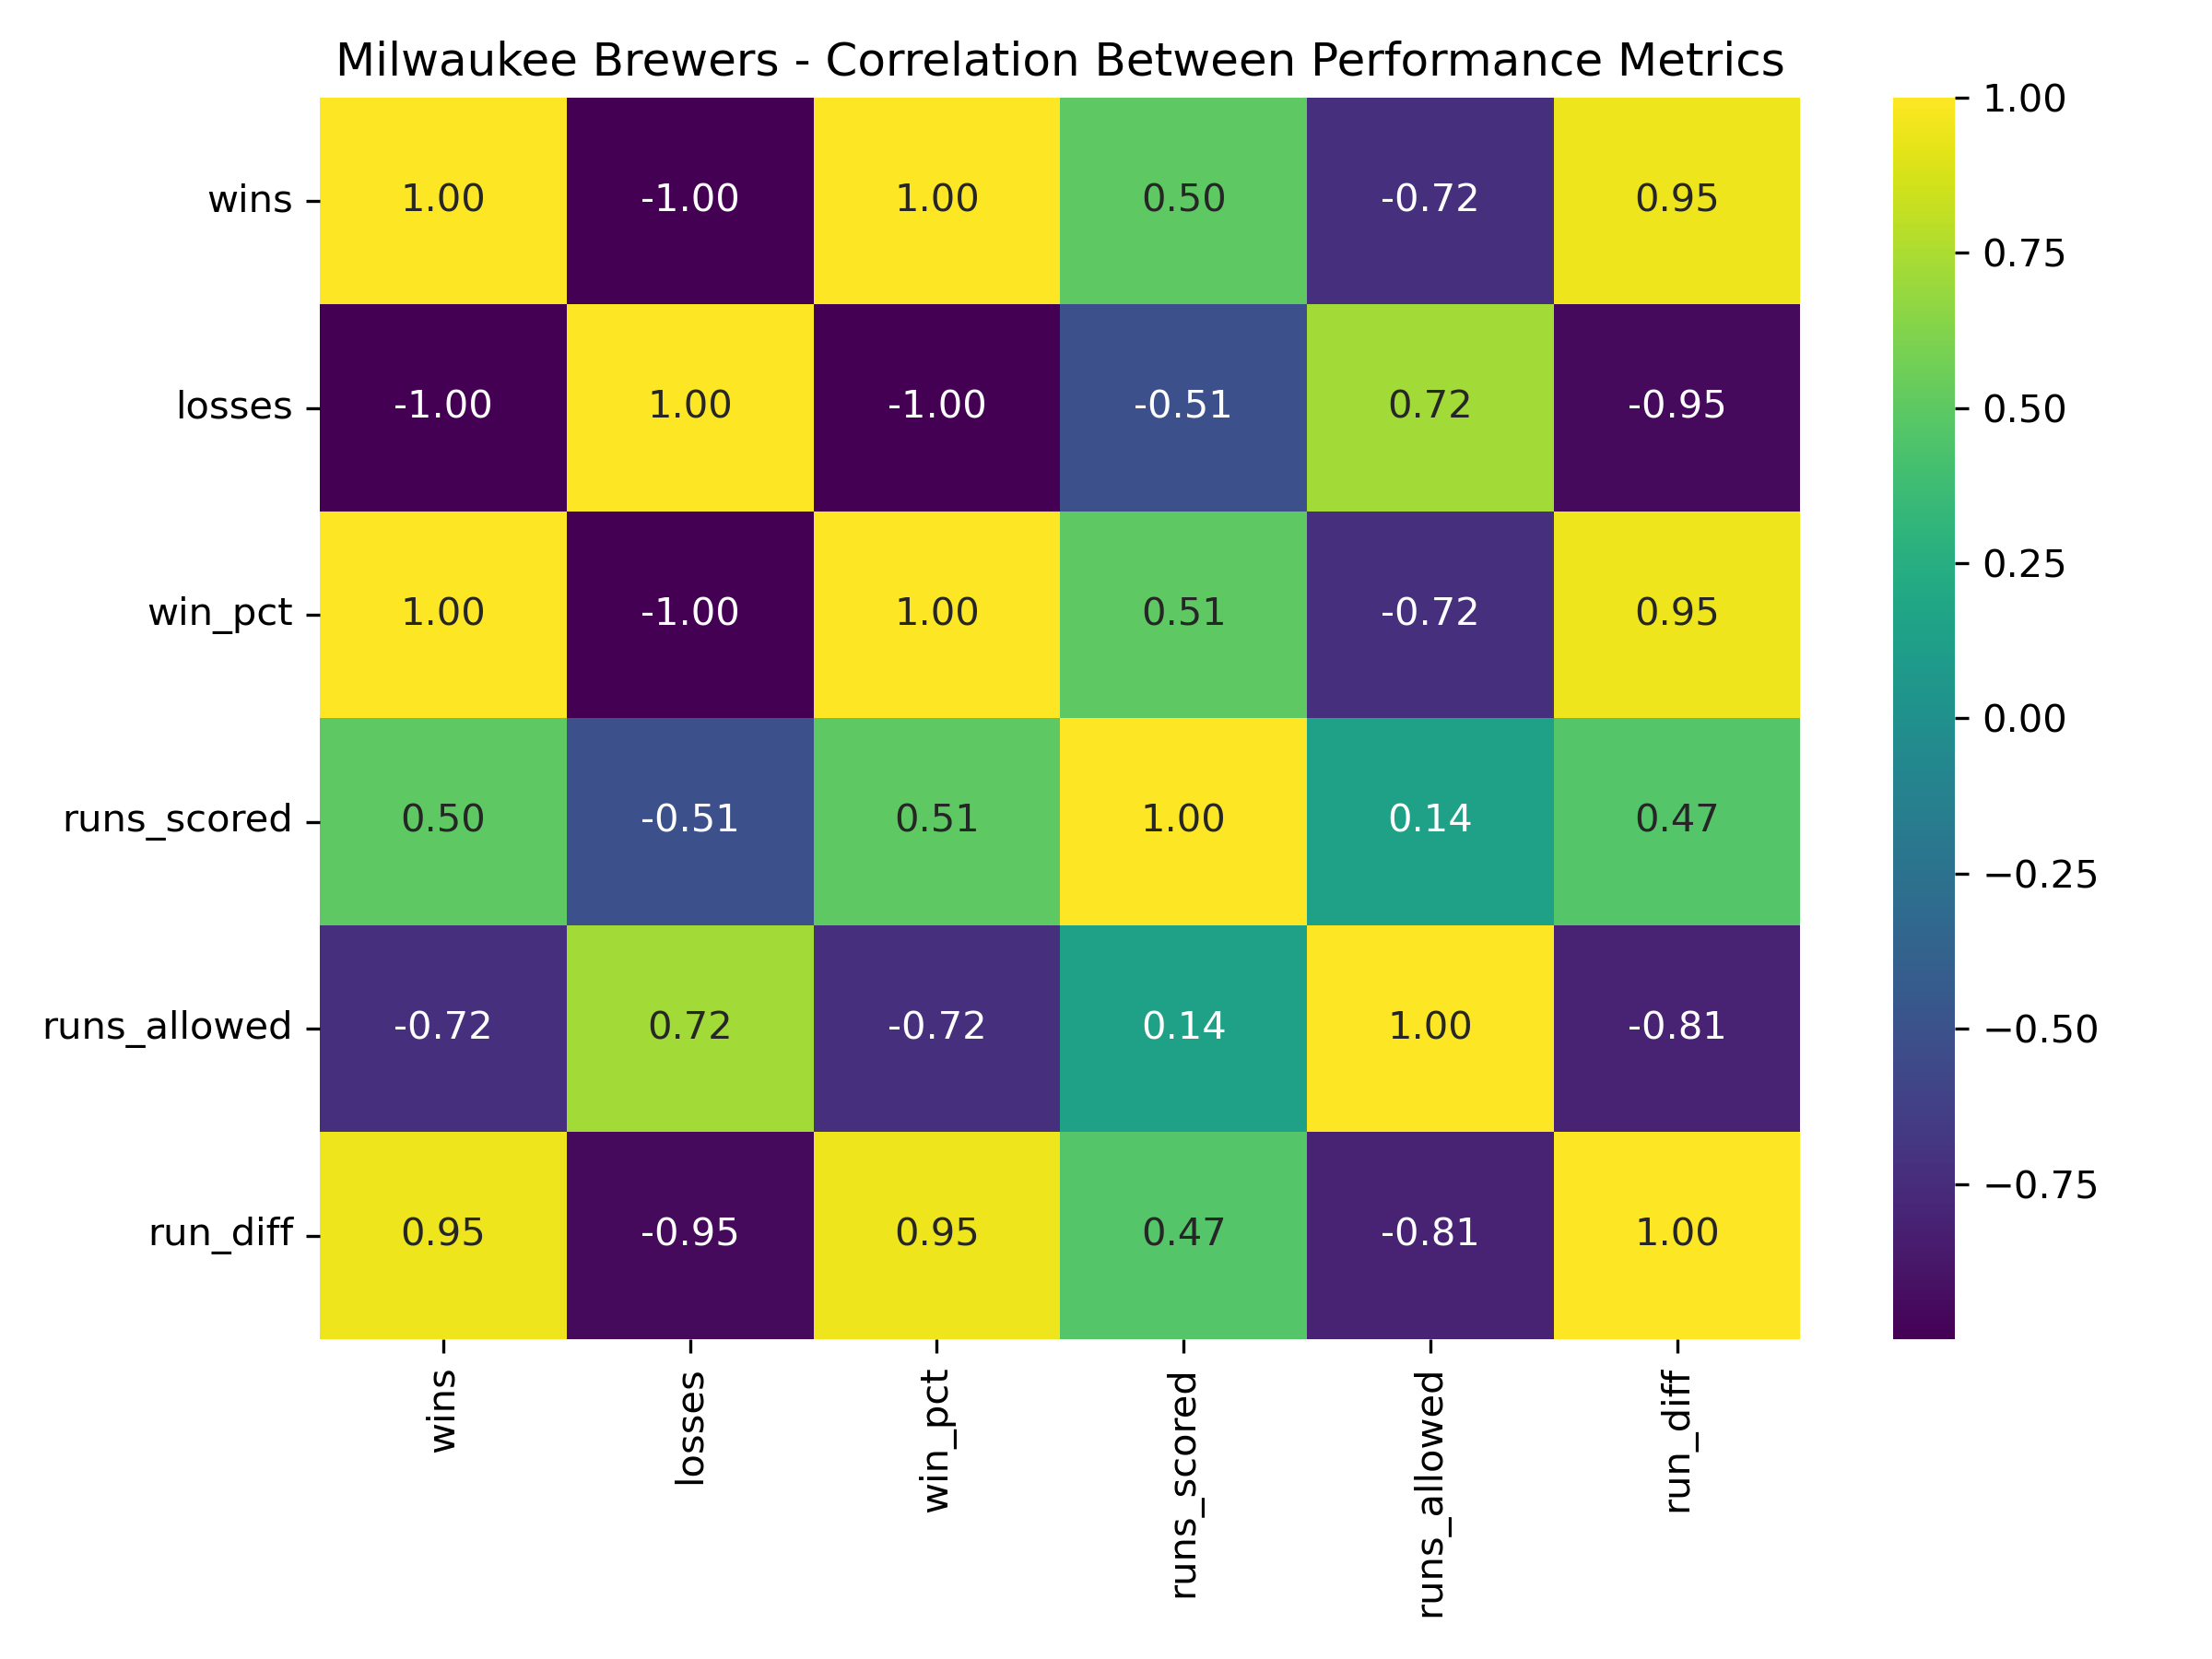 Milwaukee Brewers - Correlation Between Performance Metrics
wins 1.00 -1.00 1.00 0.50 -0.72 0.95
losses -1.00 1.00 -1.00 -0.51 0.72 -0.95
win_pct 1.00 -1.00 1.00 0.51 -0.72 0.95
runs_scored 0.50 -0.51 0.51 1.00 0.14 0.47
runs_allowed -0.72 0.72 -0.72 0.14 1.00 -0.81
run_diff 0.95 -0.95 0.95 0.47 -0.81 1.00
wins losses win_pct runs_scored runs_allowed run_diff
1.00
0.75
0.50
0.25
0.00
−0.25
−0.50
−0.75